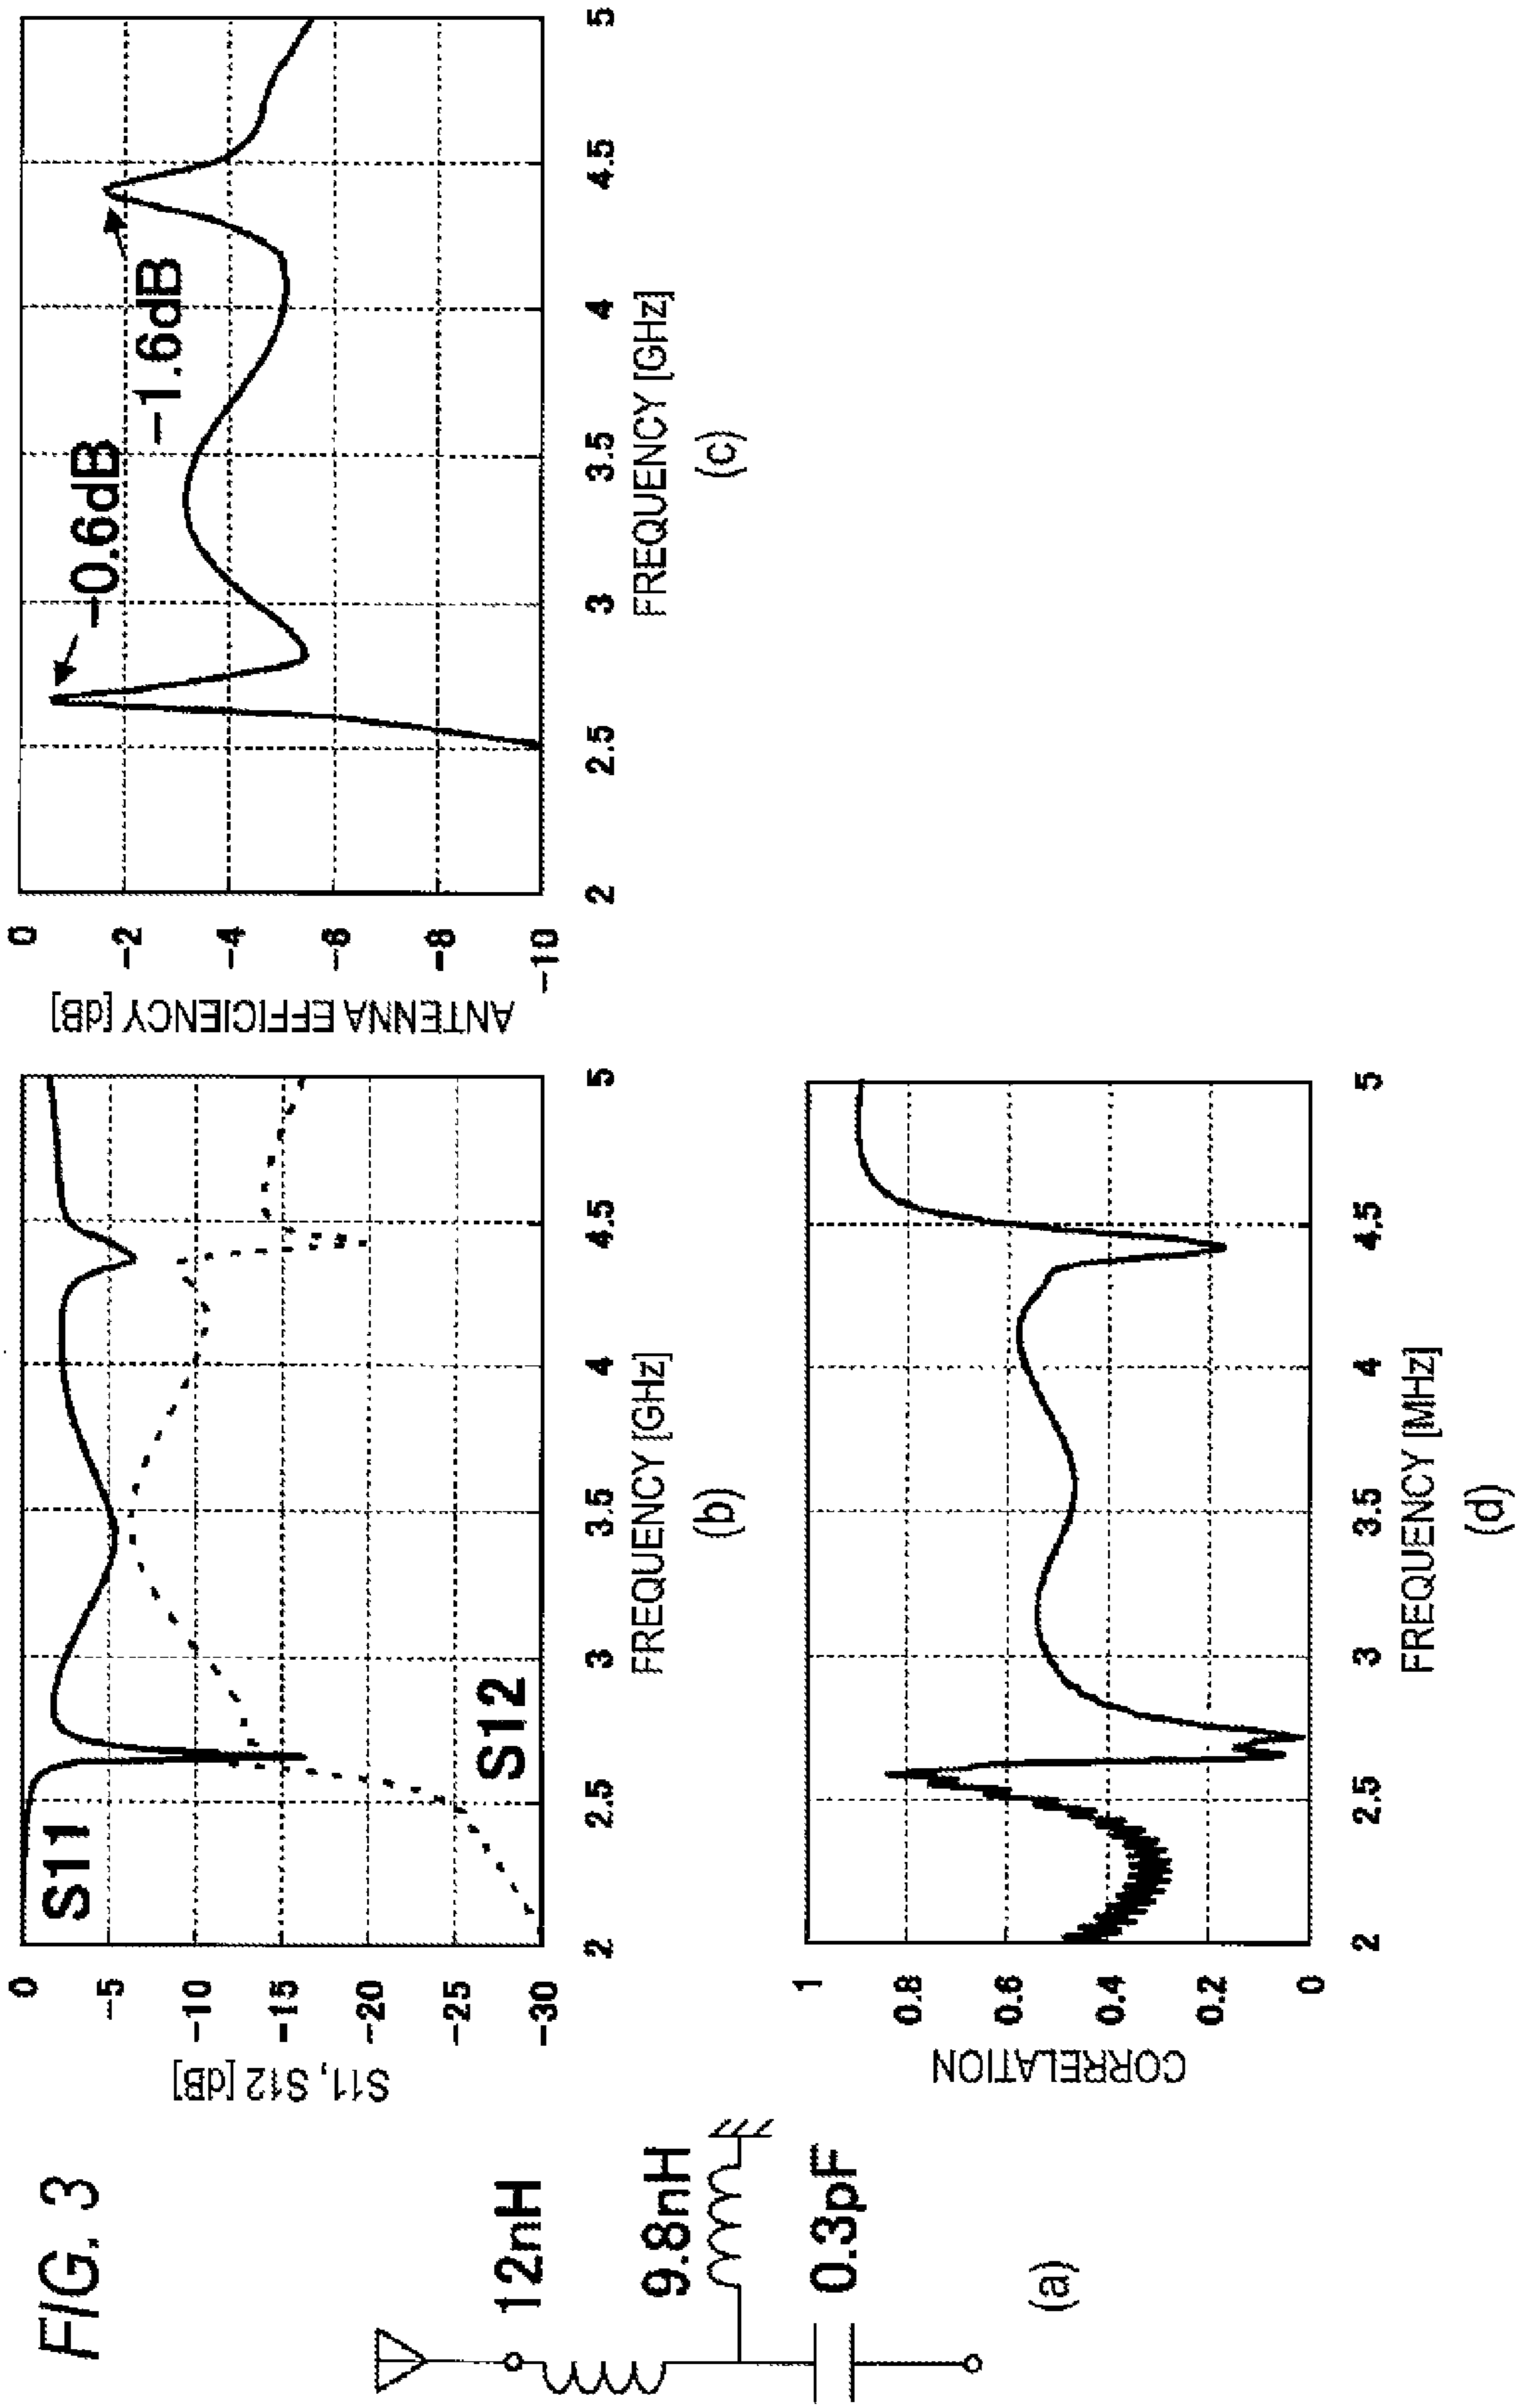 FIG. 3
12nH
9.8nH
0.3pF
(a)
S11, S12 [dB]
0
-5
-10
-15
-20
-25
-30
S11
S12
2
2.5
3
3.5
4
4.5
5
FREQUENCY [GHz]
(b)
ANTENNA EFFICIENCY [dB]
0
-2
-4
-6
-8
-10
-0.6dB
-1.6dB
2
2.5
3
3.5
4
4.5
5
FREQUENCY [GHz]
(c)
CORRELATION
1
0.8
0.6
0.4
0.2
0
2
2.5
3
3.5
4
4.5
5
FREQUENCY [MHz]
(d)